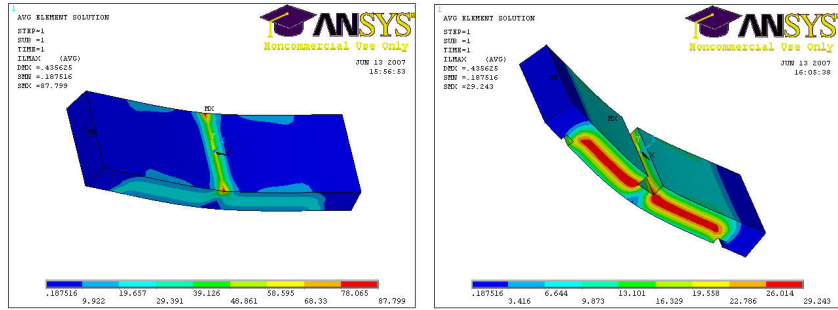 1
AVG ELEMENT SOLUTION
STEP=1
SUB =1
TIME=1
ILMAX (AVG)
DMX =.435625
SMN =.187516
SMX =87.799
ANSYS
Noncommercial Use Only
JUN 13 2007
15:56:53
MX
.187516 19.657 39.126 58.595 78.065
9.922 29.391 48.861 68.33 87.799
1
AVG ELEMENT SOLUTION
STEP=1
SUB =1
TIME=1
ILMAX (AVG)
DMX =.435625
SMN =.187516
SMX =29.243
ANSYS
Noncommercial Use Only
JUN 13 2007
16:05:38
MX
X
.187516 6.644 13.101 19.558 26.014
3.416 9.873 16.329 22.786 29.243